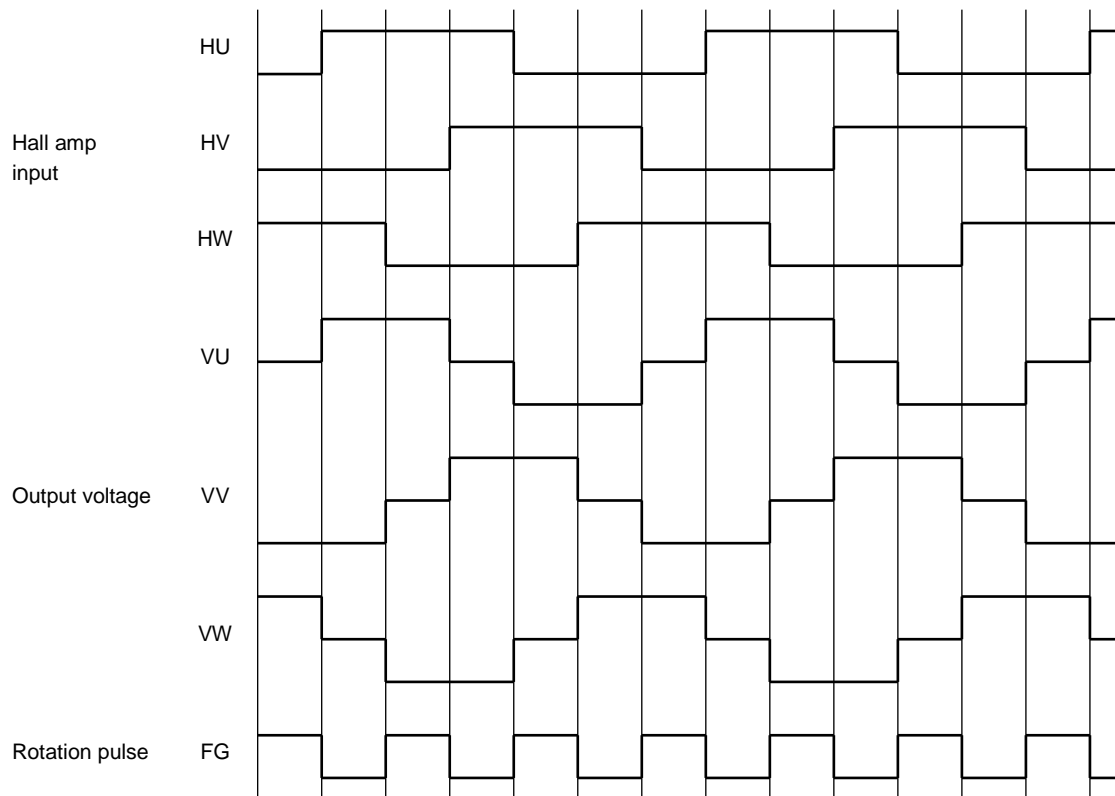 HU
Hall amp
input
HV
HW
VU
Output voltage
VV
VW
Rotation pulse
FG